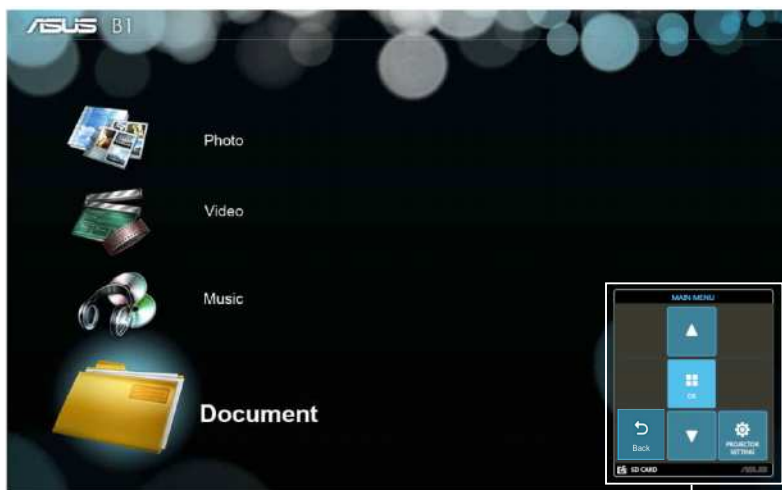 ASUS B1
Photo
Video
Music
Document
MAIN MENU
OK
Back
PROJECTOR
SETTING
SD CARD
ASUS